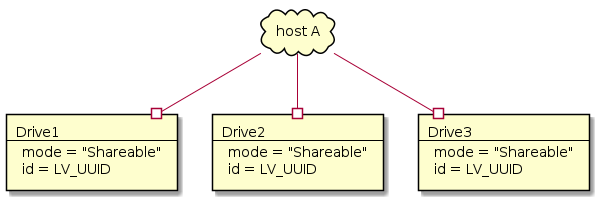 host A
Drive1
mode = "Shareable"
id = LV_UUID
Drive2
mode = "Shareable"
id = LV_UUID
Drive3
mode = "Shareable"
id = LV_UUID